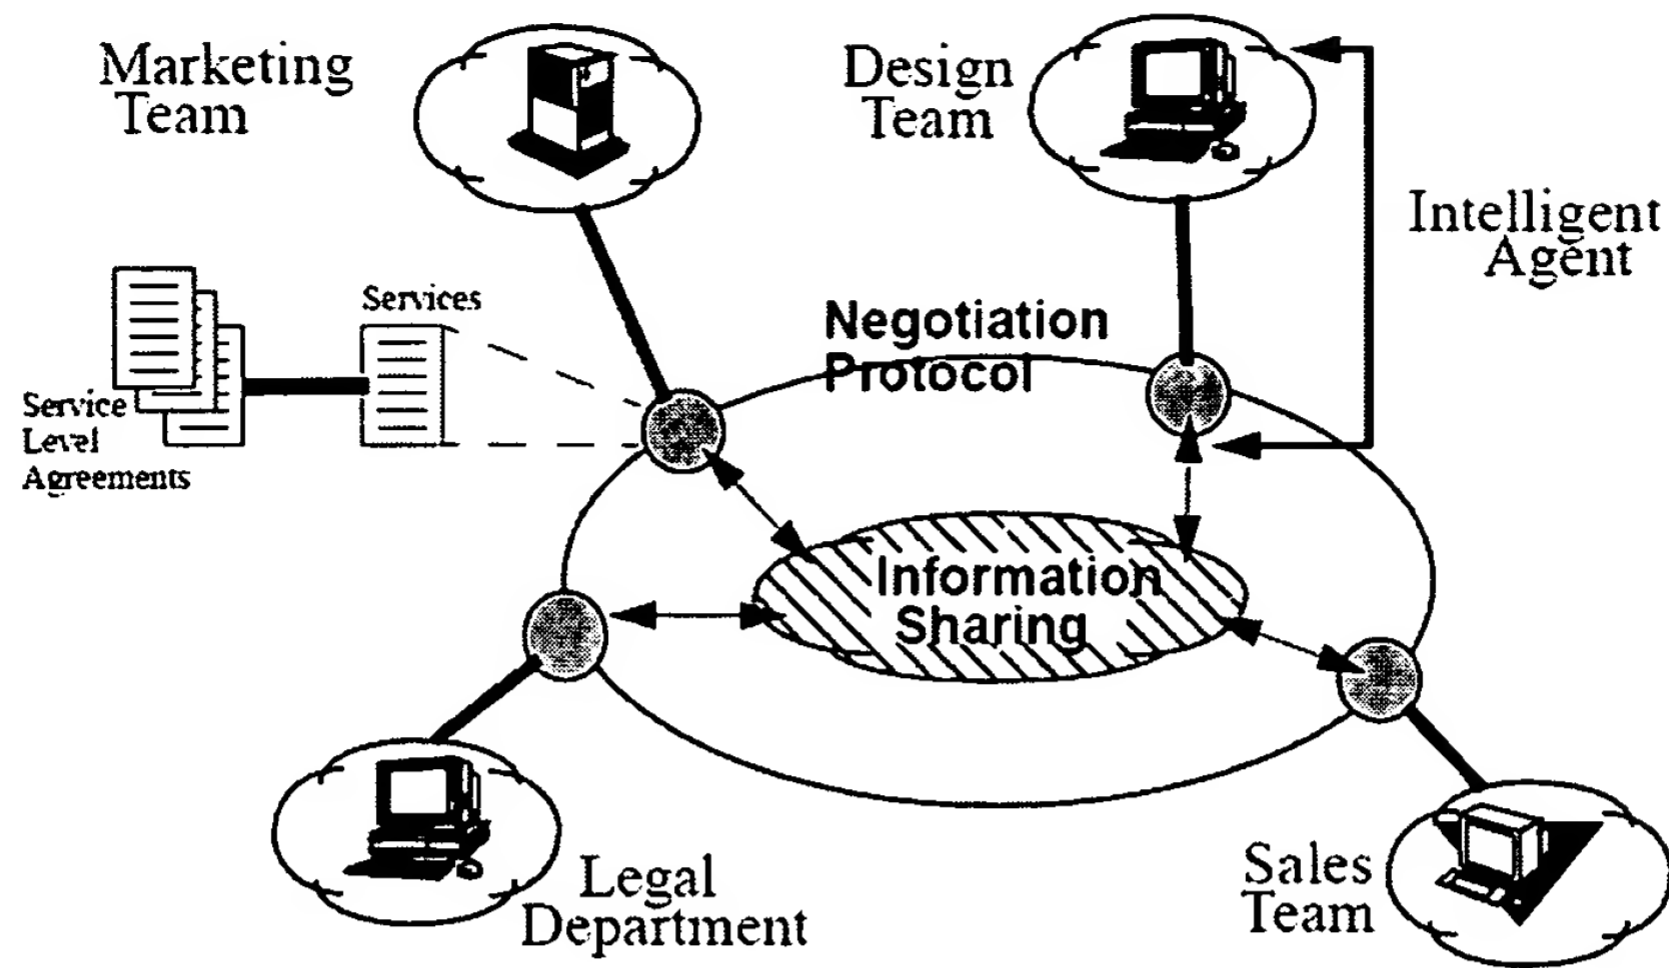 Marketing
Team
Design
Team
Intelligent
Agent
Services
Negotiation
Protocol
Service
Level
Agreements
Information
Sharing
Legal
Department
Sales
Team